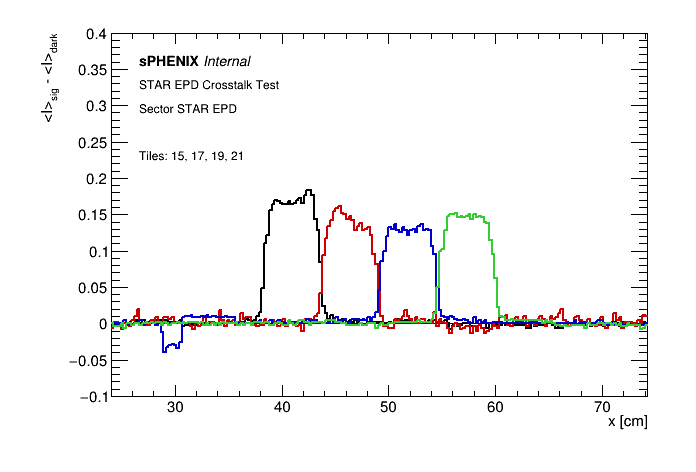 <I>sig - <I>dark
0.4
0.35
0.3
0.25
0.2
0.15
0.1
0.05
0
−0.05
−0.1
sPHENIX Internal
STAR EPD Crosstalk Test
Sector STAR EPD
Tiles: 15, 17, 19, 21
30 40 50 60 70
x [cm]